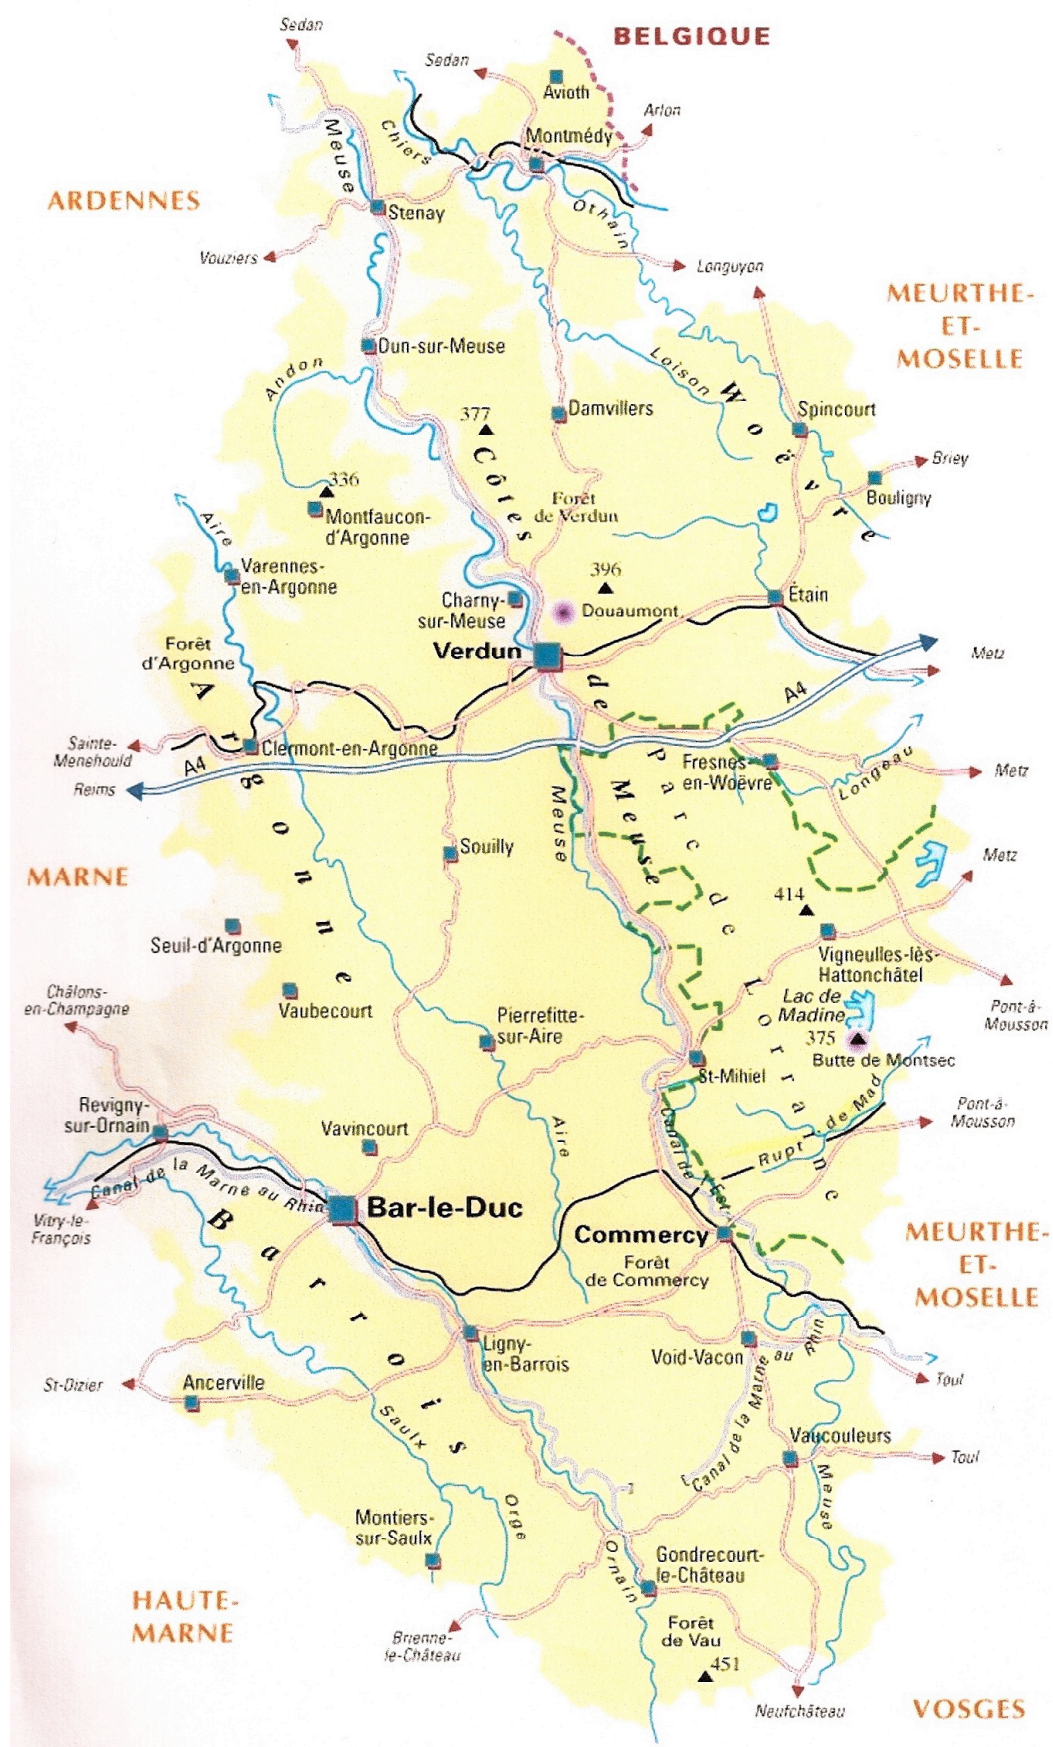 Sedan
BELGIQUE
Sedan
Avioth
Arlon
Chiers
Montmédy
Meuse
ARDENNES
Stenay
Othain
Vouziers
Longuyon
MEURTHE-
ET-
MOSELLE
Dun-sur-Meuse
Andon
Loison
Woëvre
377
Damvillers
Spincourt
Côtes de Meuse
Briey
336
Bouligny
Forêt
de Verdun
Montfaucon-
d'Argonne
Aire
Varennes-
en-Argonne
396
Charny-
sur-Meuse
Douaumont
Étain
Forêt
d'Argonne
Verdun
Metz
Argonne
A4
Sainte-
Menehould
Clermont-en-Argonne
A4
Reims
Parc de Lorraine
Fresnes-
en-Woëvre
Longeau
Metz
Meuse
Souilly
Metz
MARNE
414
Seuil-d'Argonne
Vigneulles-lès-
Hattonchâtel
Châlons-
en-Champagne
Vaubecourt
Lac de
Madine
Pont-à-
Mousson
Pierrefitte-
sur-Aire
375
Butte de Montsec
St-Mihiel
Revigny-
sur-Ornain
Vavincourt
Aire
Canal de l'Est
Rupt de Mad
Pont-à-
Mousson
Canal de la Marne au Rhin
Bar-le-Duc
Vitry-le-
François
Barrois
Commercy
MEURTHE-
ET-
MOSELLE
Forêt
de Commercy
Ligny-
en-Barrois
Void-Vacon
Canal de la Marne au Rhin
St-Dizier
Ancerville
Toul
Saulx
Vaucouleurs
Toul
Meuse
Orge
Montiers-
sur-Saulx
Ornain
Gondrecourt-
le-Château
HAUTE-
MARNE
Brienne-
le-Château
Forêt
de Vau
451
Neufchâteau
VOSGES